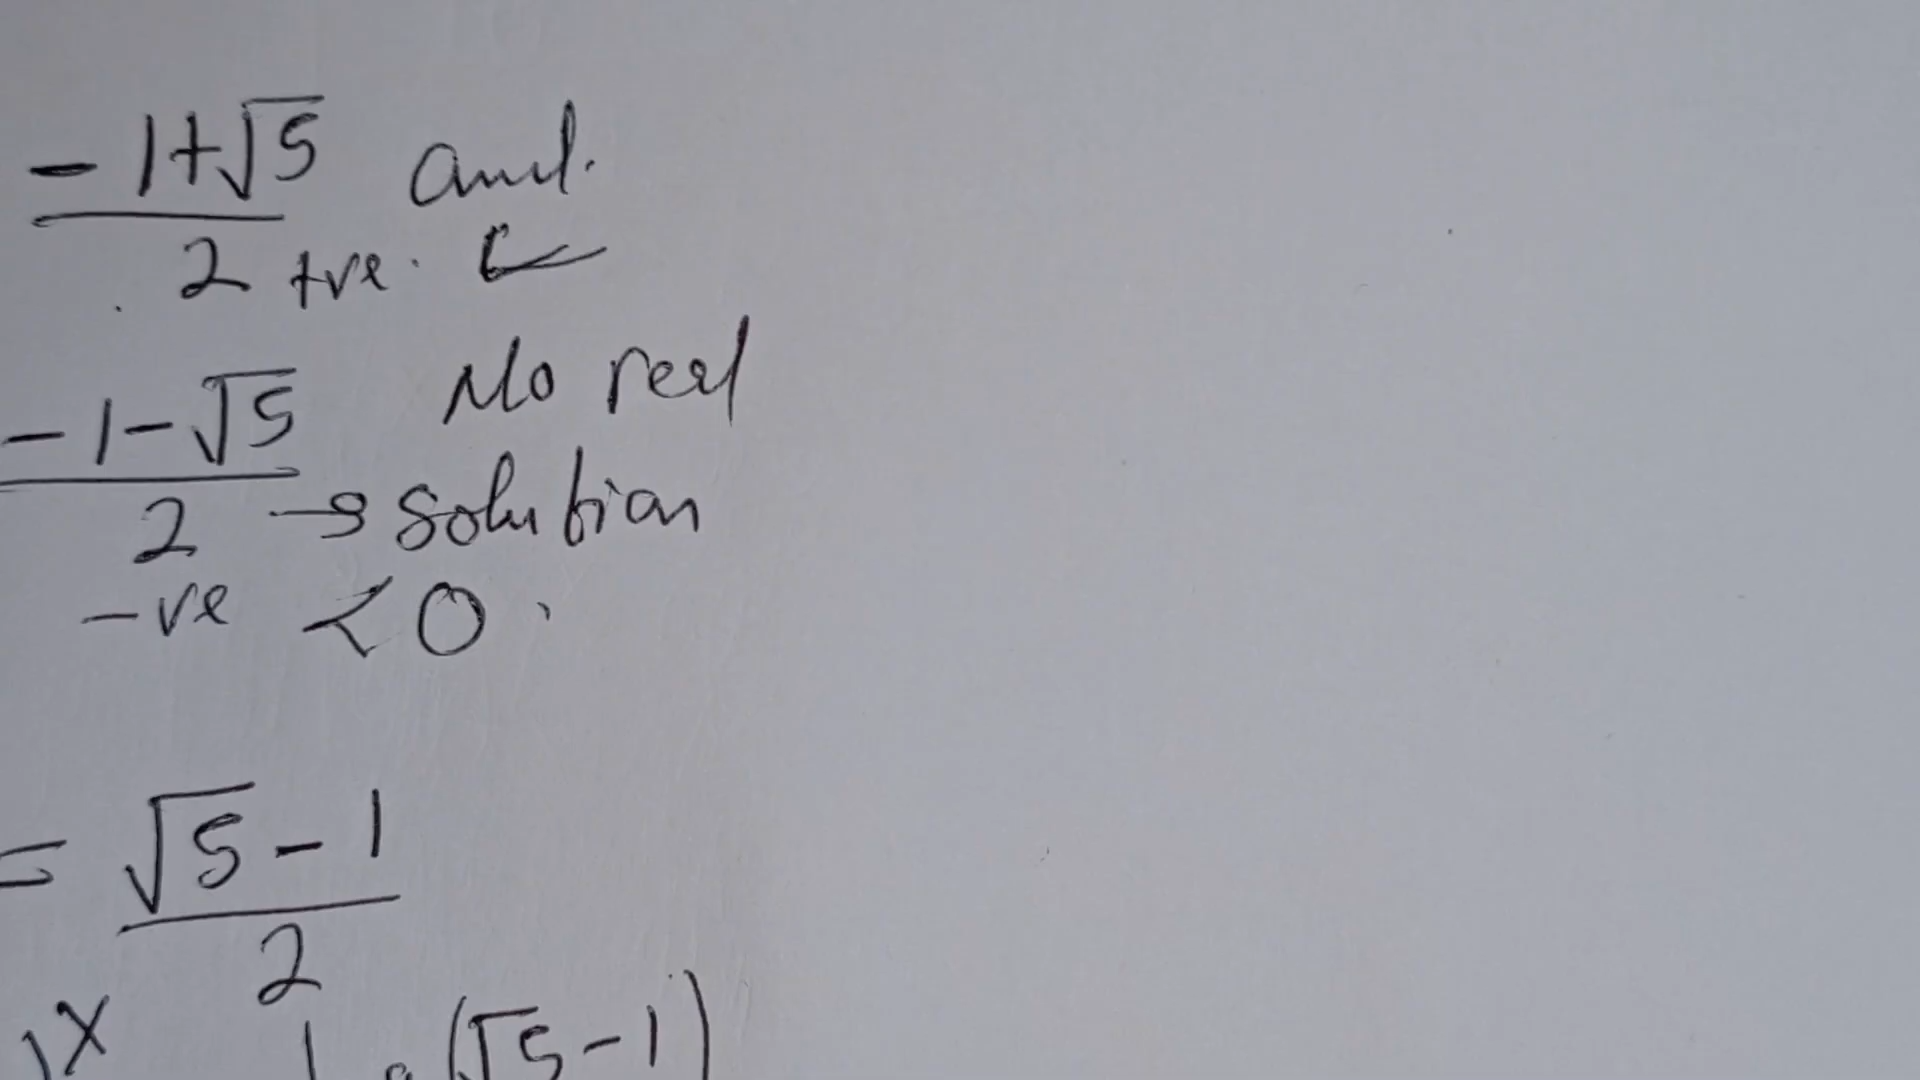 -1+√5 and.
2 +ve.
No real
-1-√5
2 → solution
-ve < 0.
= √5 - 1
2
)x (√5-1)